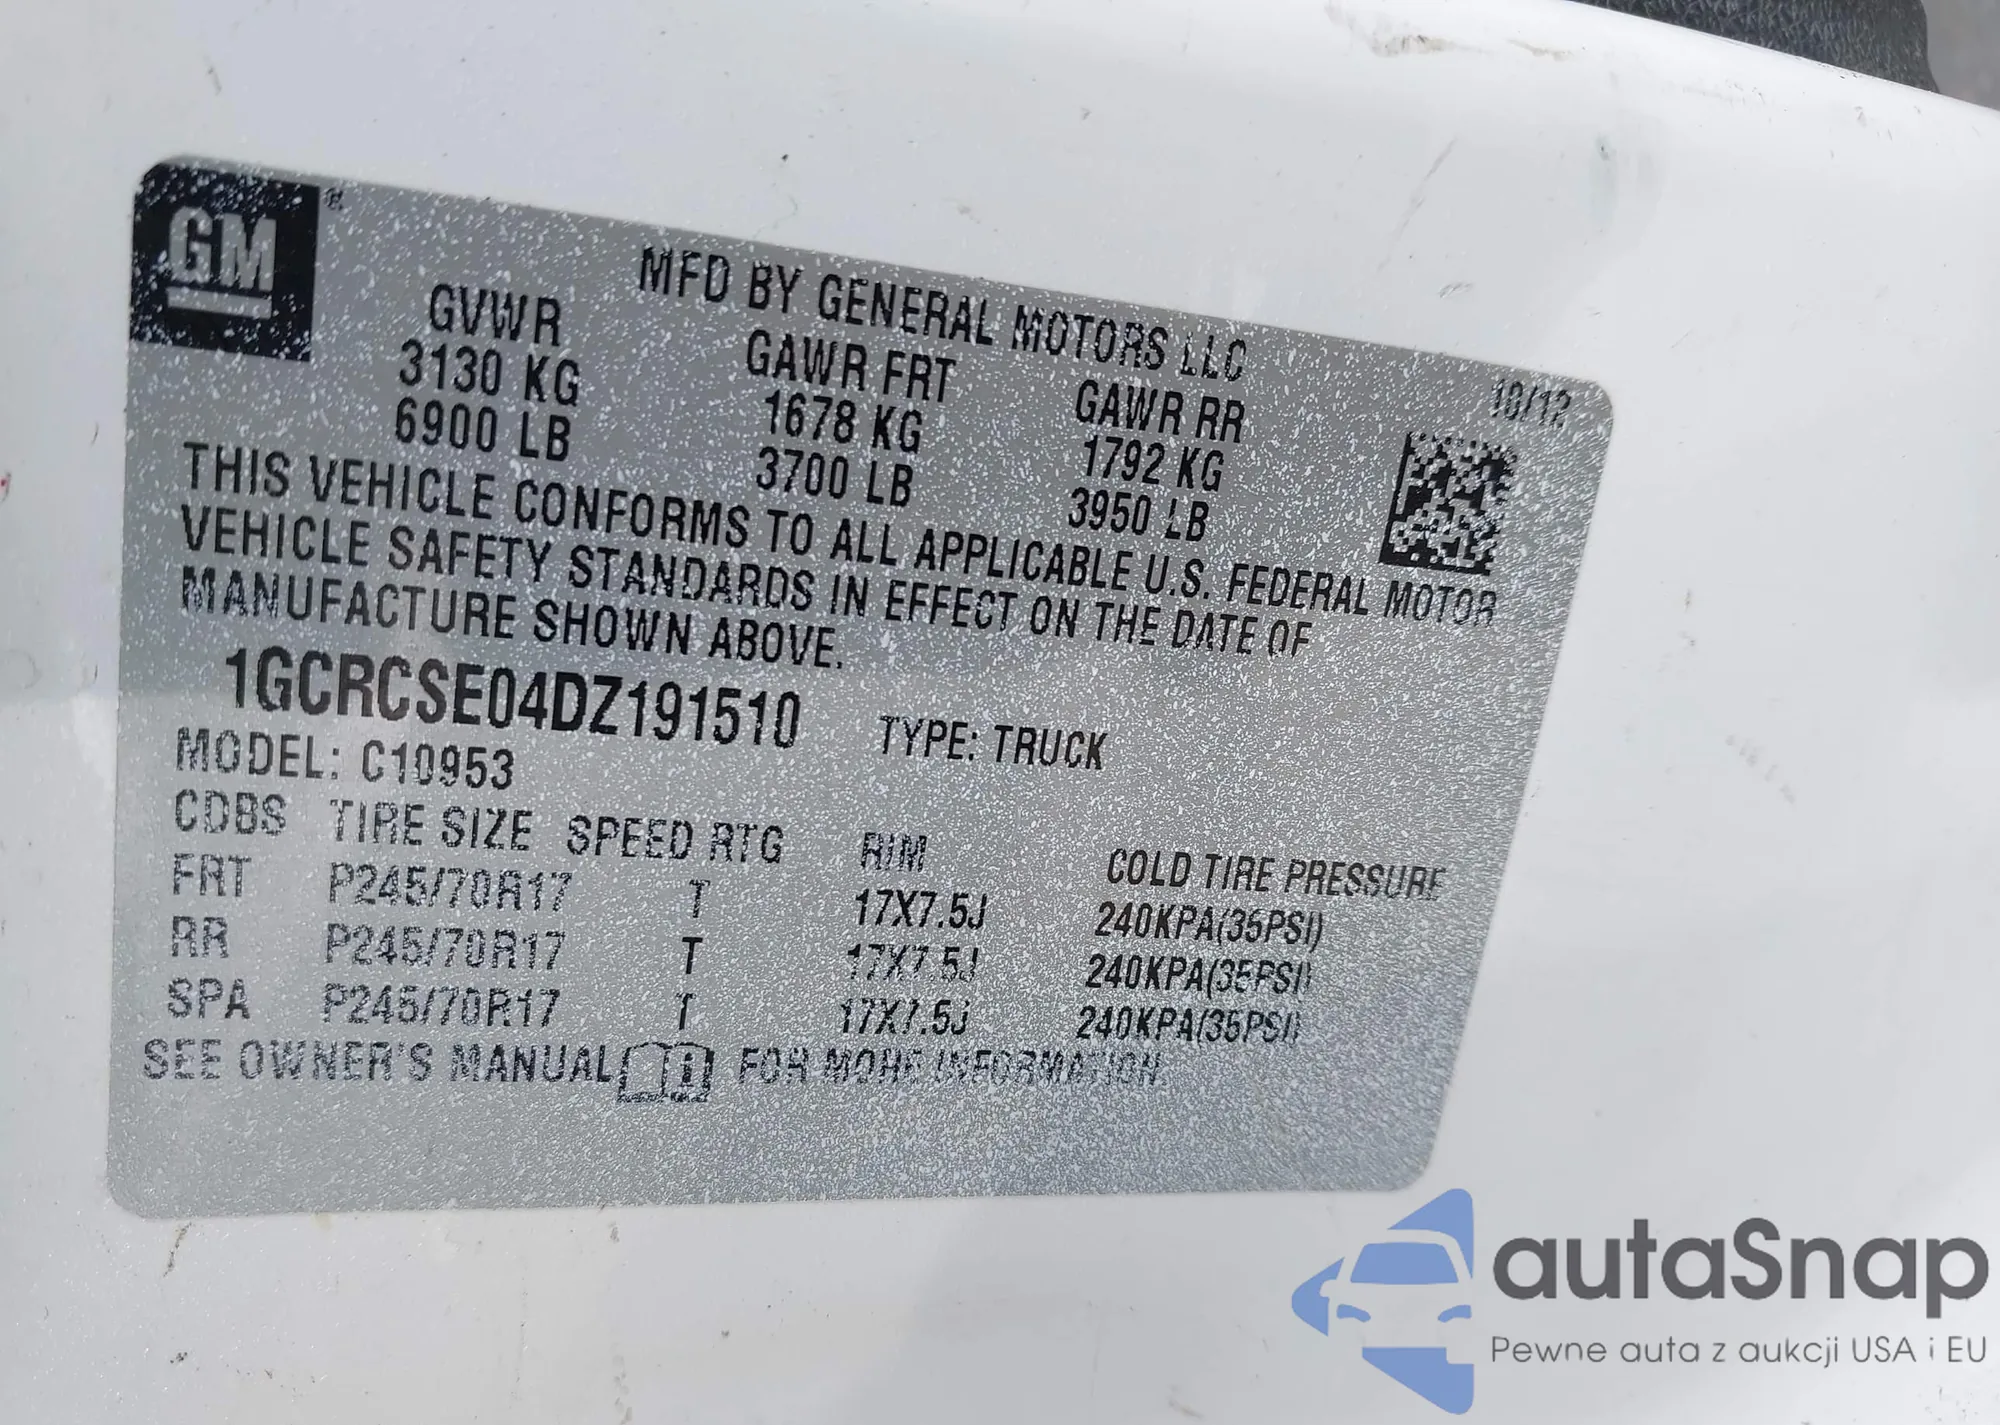 GM
MFD BY GENERAL MOTORS LLC
10/12
GVWR GAWR FRT GAWR RR
3130 KG 1678 KG 1792 KG
6900 LB 3700 LB 3950 LB
THIS VEHICLE CONFORMS TO ALL APPLICABLE U.S. FEDERAL MOTOR
VEHICLE SAFETY STANDARDS IN EFFECT ON THE DATE OF
MANUFACTURE SHOWN ABOVE.
1GCRCSE04DZ191510 TYPE: TRUCK
MODEL: C10953
CDBS TIRE SIZE SPEED RTG RIM COLD TIRE PRESSURE
FRT P245/70R17 T 17X7.5J 240KPA(35PSI)
RR P245/70R17 T 17X7.5J 240KPA(35PSI)
SPA P245/70R17 T 17X7.5J 240KPA(35PSI)
SEE OWNER'S MANUAL FOR MORE INFORMATION
autaSnap
Pewne auta z aukcji USA i EU